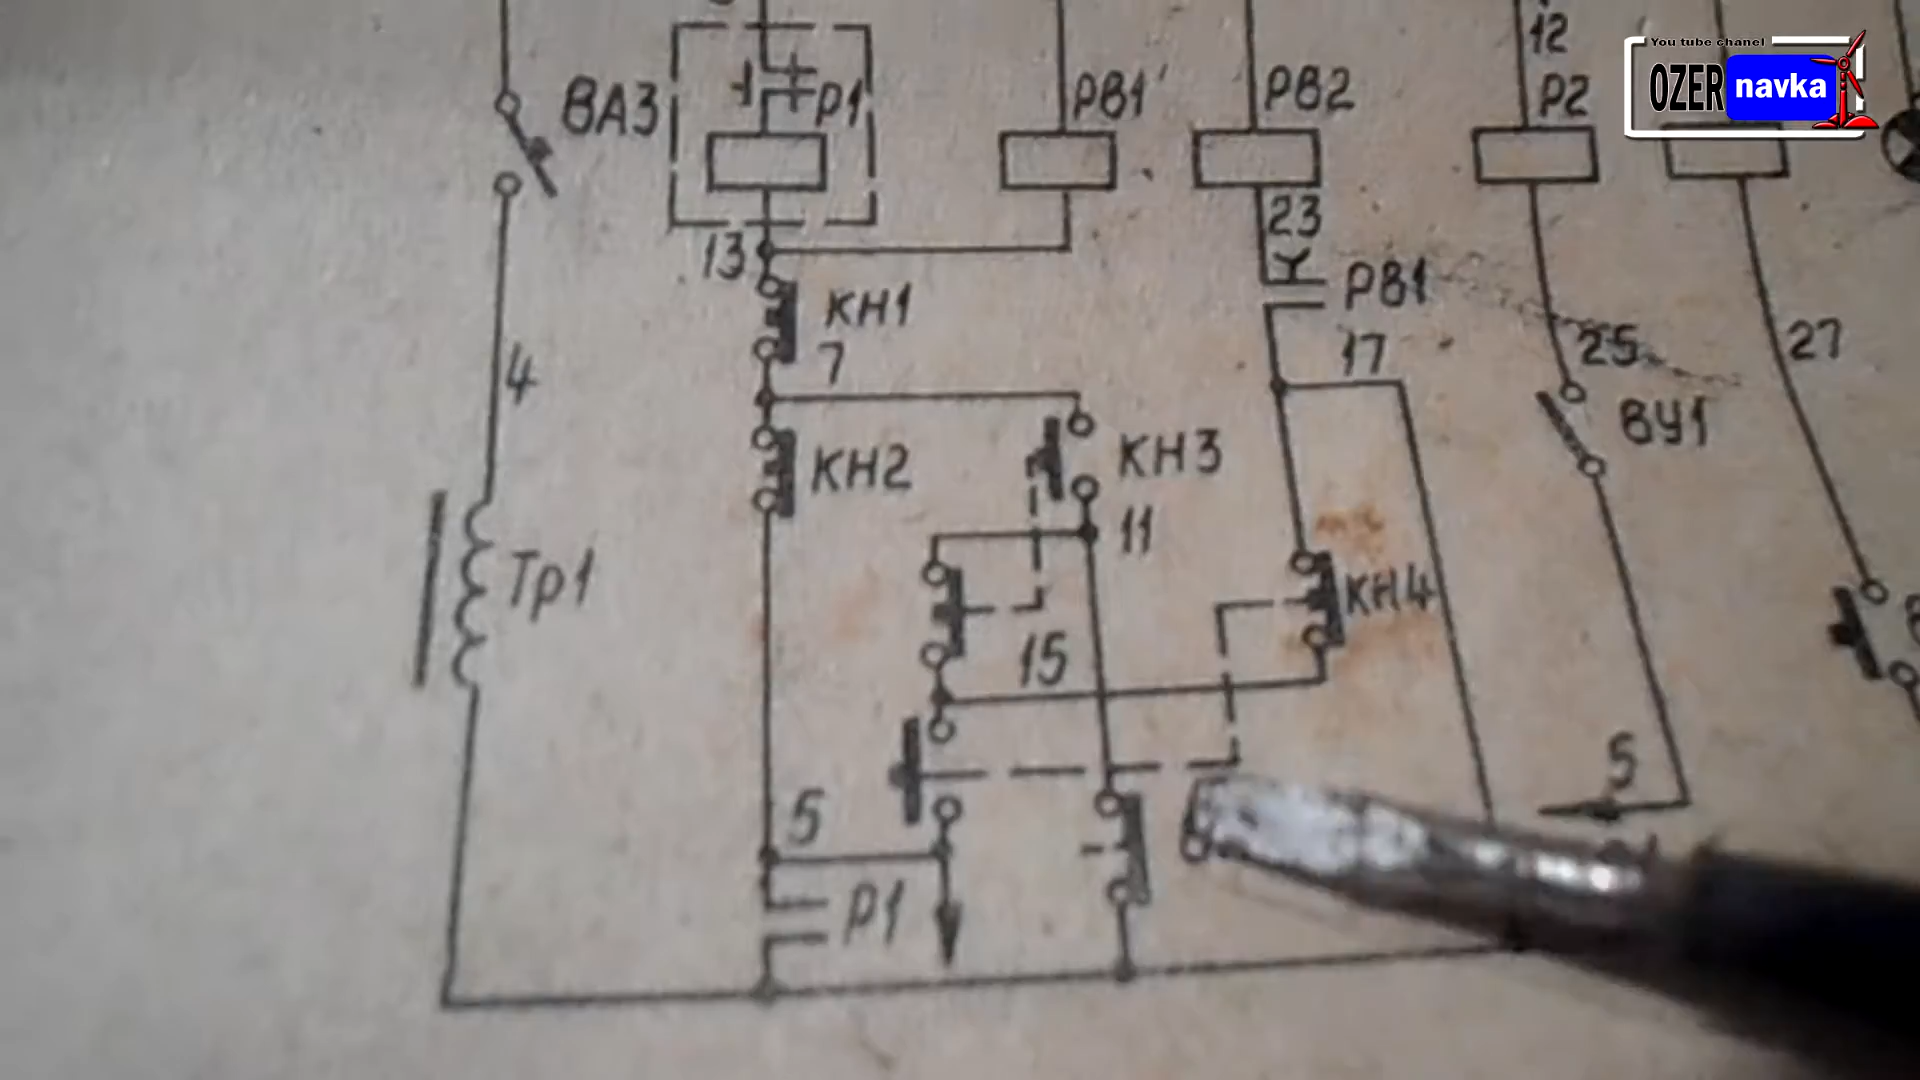 You tube chanel
OZER navka
12
ВА3
Р1
РВ1
РВ2
Р2
23
13
КН1
РВ1
17
25
27
7
4
ВУ1
КН2
КН3
11
Тр1
15
КН4
5
5
Р1